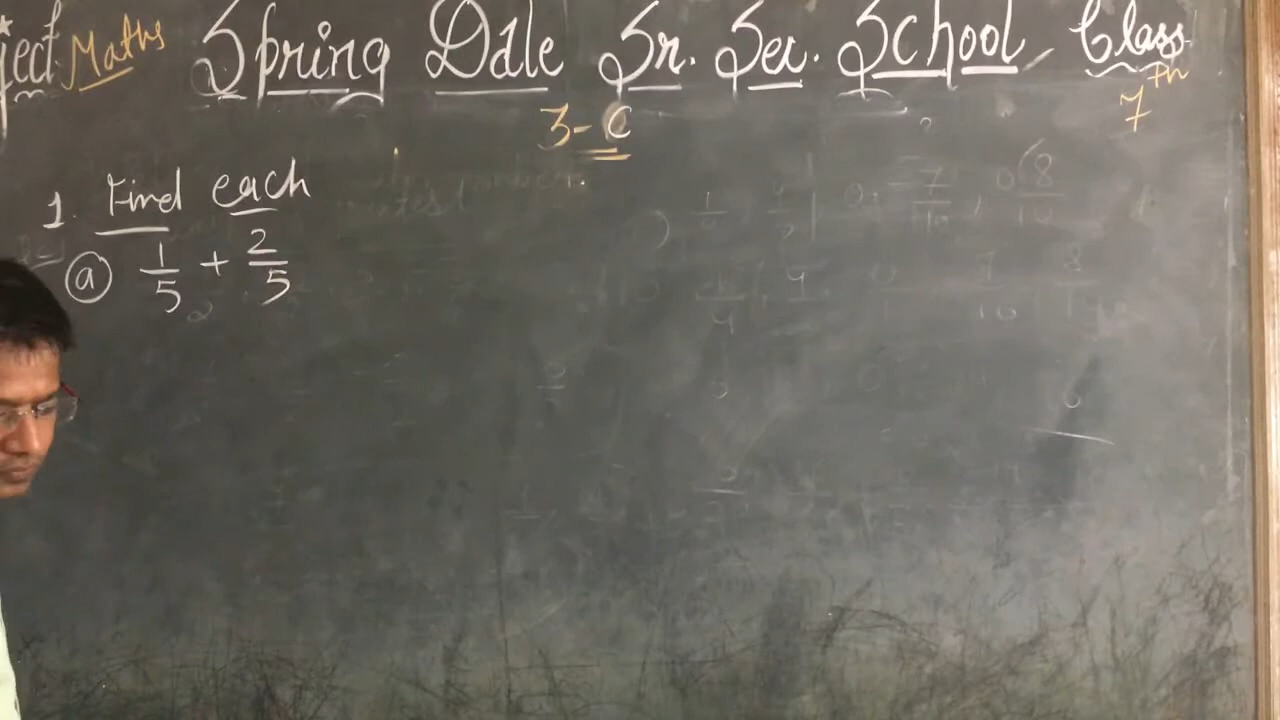 ject Maths Spring Dale Sr. Sec. School, Class
7th
3-C
1. Find each
(a) 1/5 + 2/5